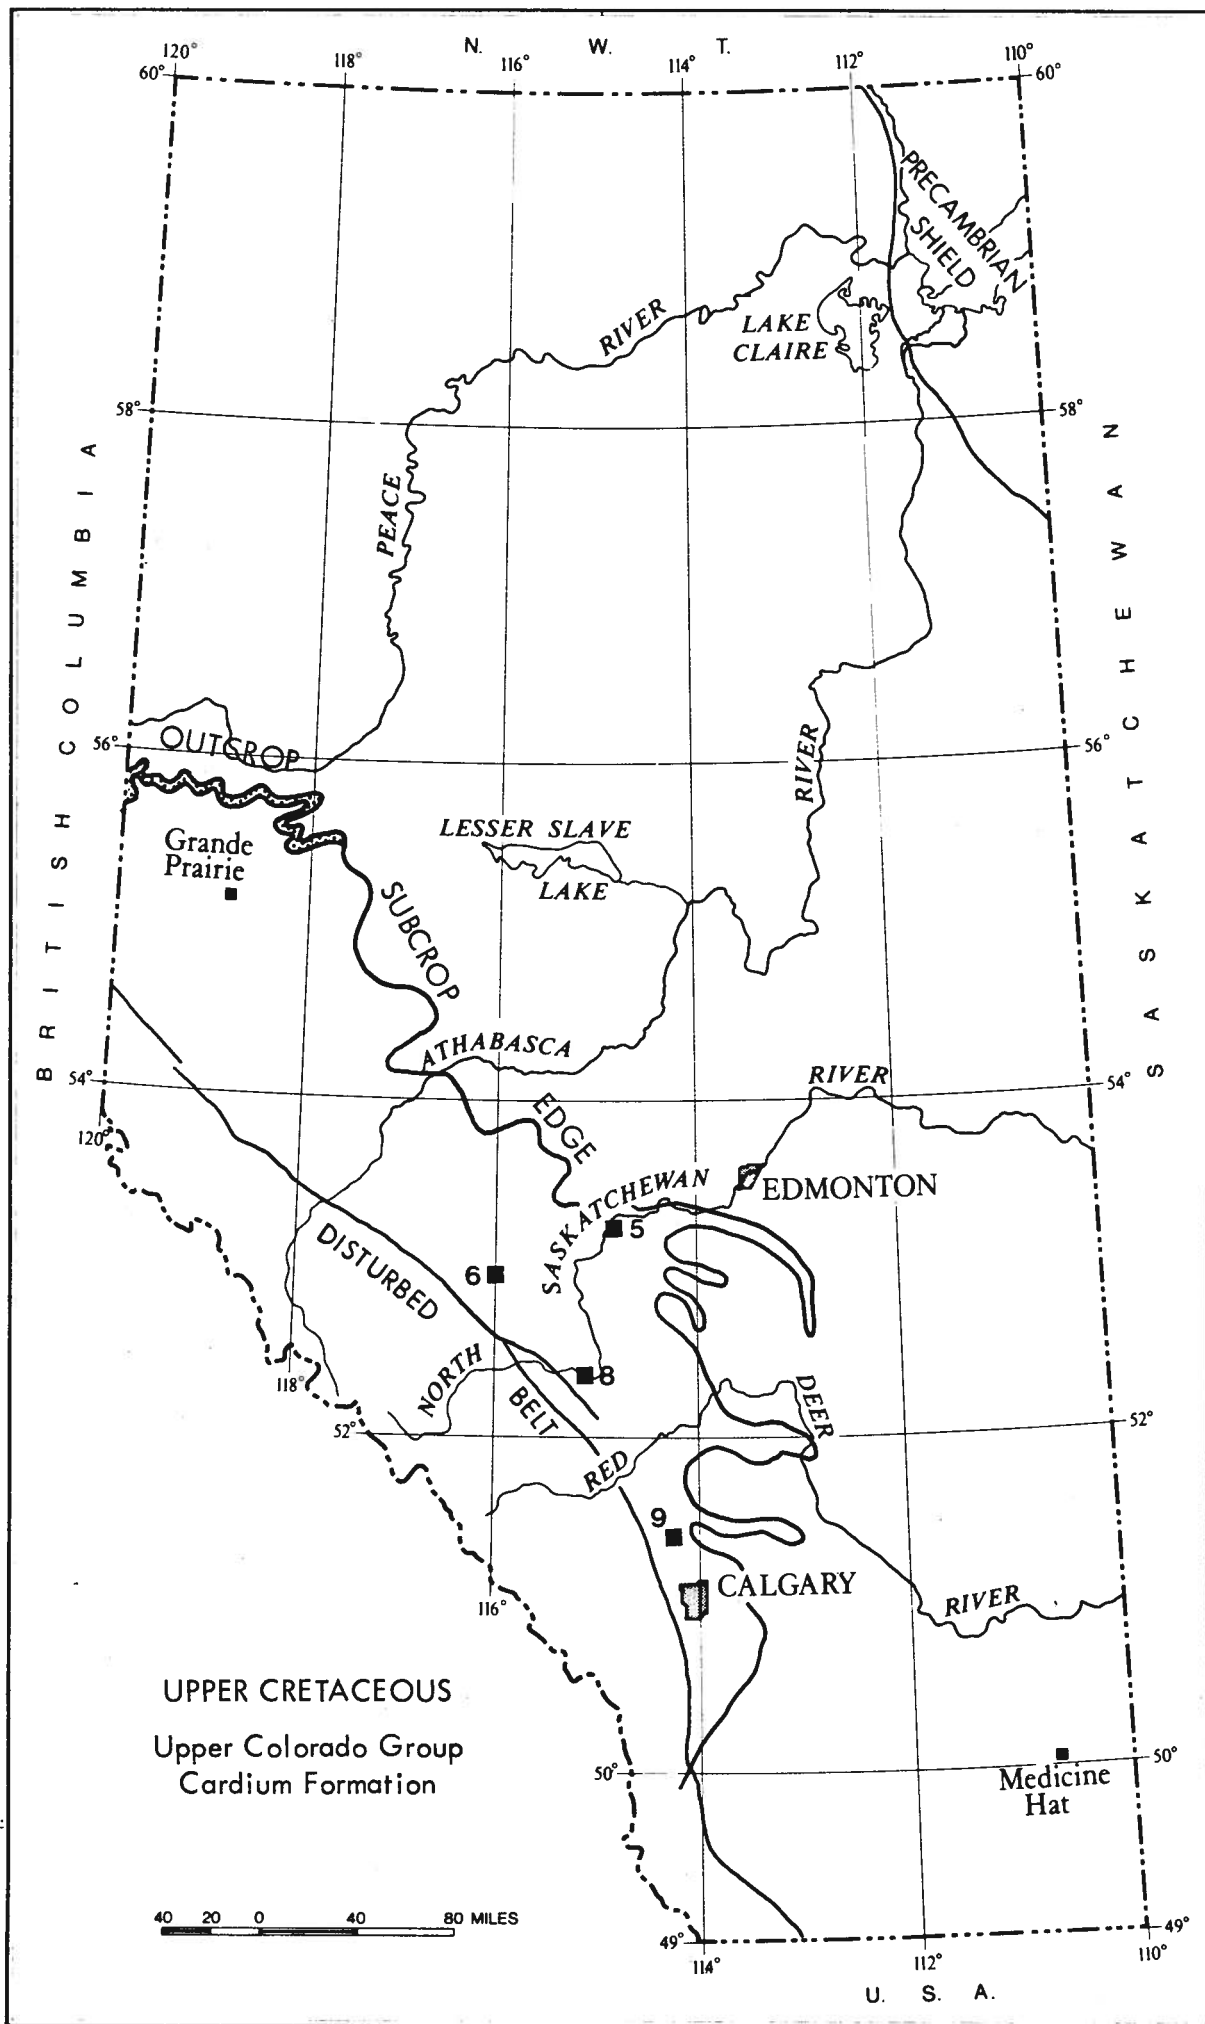 N. W. T.
120°
118°
116°
114°
112°
110°
60°
60°
PRECAMBRIAN
SHIELD
RIVER
LAKE
CLAIRE
58°
58°
PEACE
BRITISH COLUMBIA
SASKATCHEWAN
56°
OUTCROP
56°
RIVER
Grande
Prairie
LESSER SLAVE
LAKE
SUBCROP
ATHABASCA
54°
RIVER
54°
120°
EDGE
SASKATCHEWAN
EDMONTON
5
6
DISTURBED
8
NORTH
118°
BELT
DEER
52°
52°
RED
9
CALGARY
116°
RIVER
UPPER CRETACEOUS
Upper Colorado Group
Cardium Formation
50°
50°
Medicine
Hat
40 20 0 40 80 MILES
49°
49°
114°
112°
110°
U. S. A.